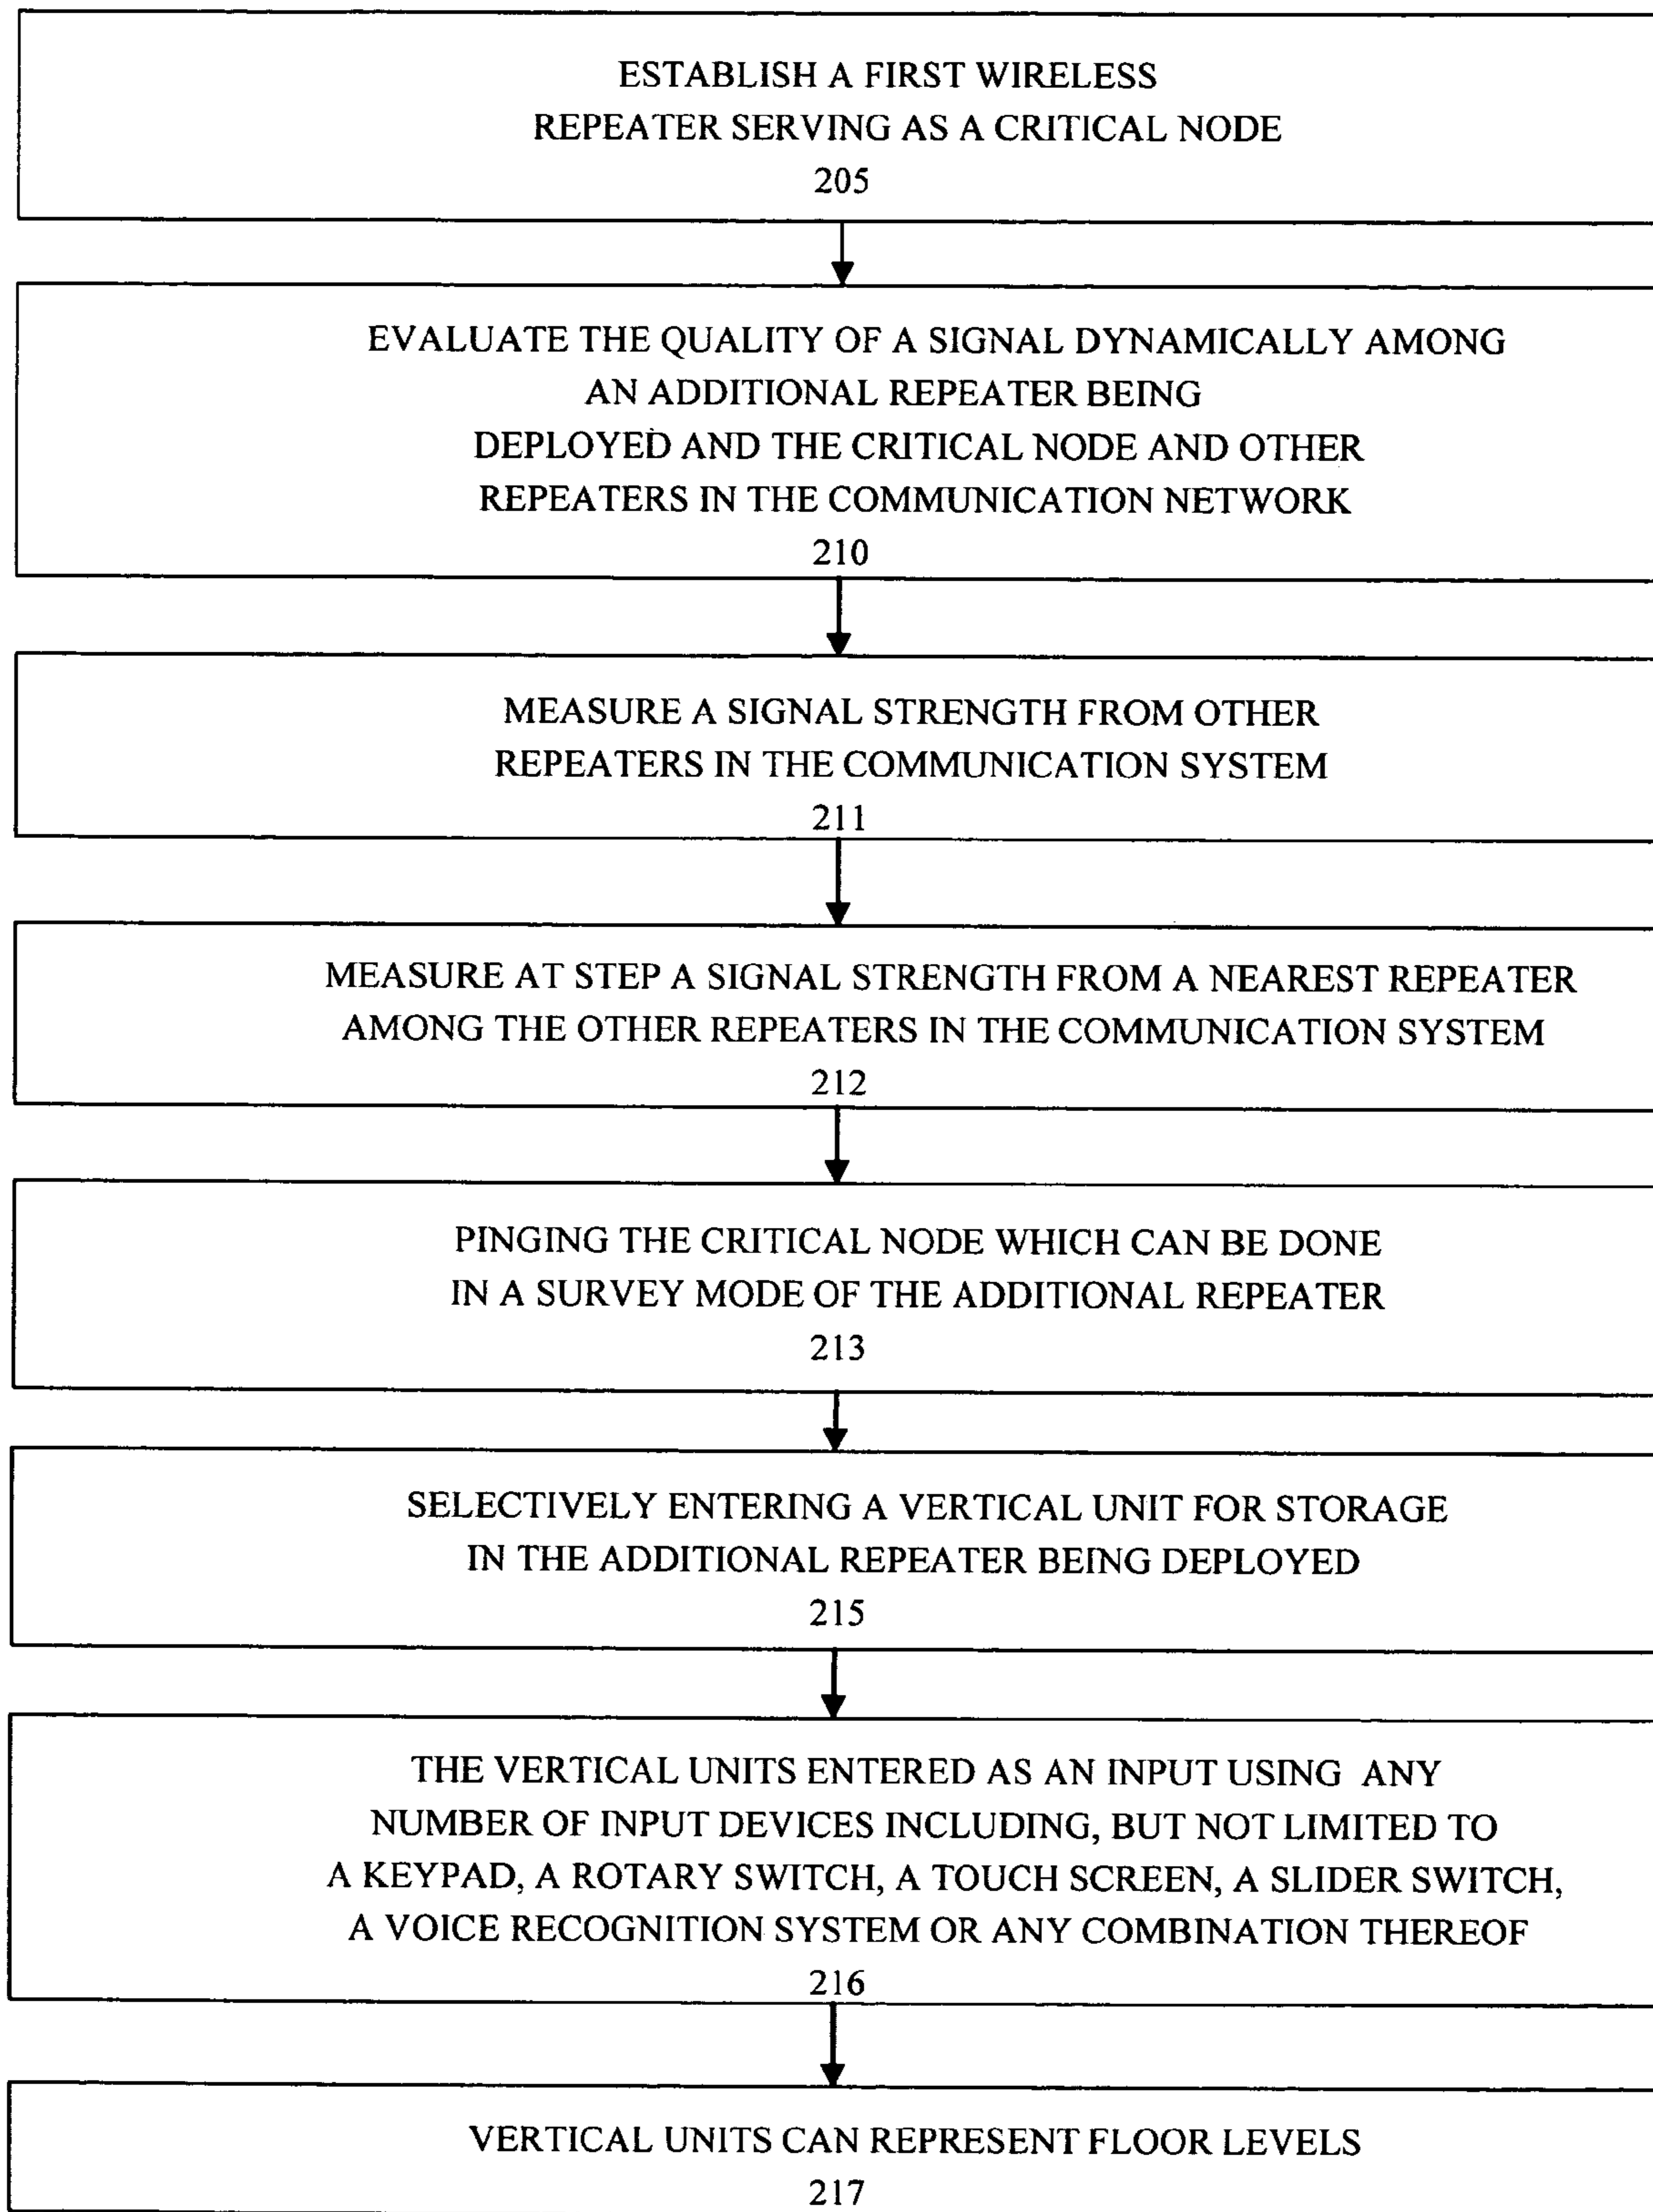 ESTABLISH A FIRST WIRELESS
REPEATER SERVING AS A CRITICAL NODE
205
EVALUATE THE QUALITY OF A SIGNAL DYNAMICALLY AMONG
AN ADDITIONAL REPEATER BEING
DEPLOYED AND THE CRITICAL NODE AND OTHER
REPEATERS IN THE COMMUNICATION NETWORK
210
MEASURE A SIGNAL STRENGTH FROM OTHER
REPEATERS IN THE COMMUNICATION SYSTEM
211
MEASURE AT STEP A SIGNAL STRENGTH FROM A NEAREST REPEATER
AMONG THE OTHER REPEATERS IN THE COMMUNICATION SYSTEM
212
PINGING THE CRITICAL NODE WHICH CAN BE DONE
IN A SURVEY MODE OF THE ADDITIONAL REPEATER
213
SELECTIVELY ENTERING A VERTICAL UNIT FOR STORAGE
IN THE ADDITIONAL REPEATER BEING DEPLOYED
215
THE VERTICAL UNITS ENTERED AS AN INPUT USING ANY
NUMBER OF INPUT DEVICES INCLUDING, BUT NOT LIMITED TO
A KEYPAD, A ROTARY SWITCH, A TOUCH SCREEN, A SLIDER SWITCH,
A VOICE RECOGNITION SYSTEM OR ANY COMBINATION THEREOF
216
VERTICAL UNITS CAN REPRESENT FLOOR LEVELS
217